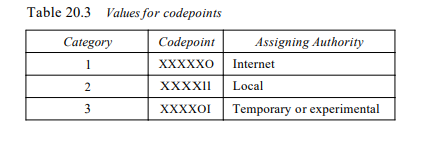 Table 20.3 Values for codepoints
Category Codepoint Assigning Authority
1 XXXXXO Internet
2 XXXXI1 Local
3 XXXXOI Temporary or experimental